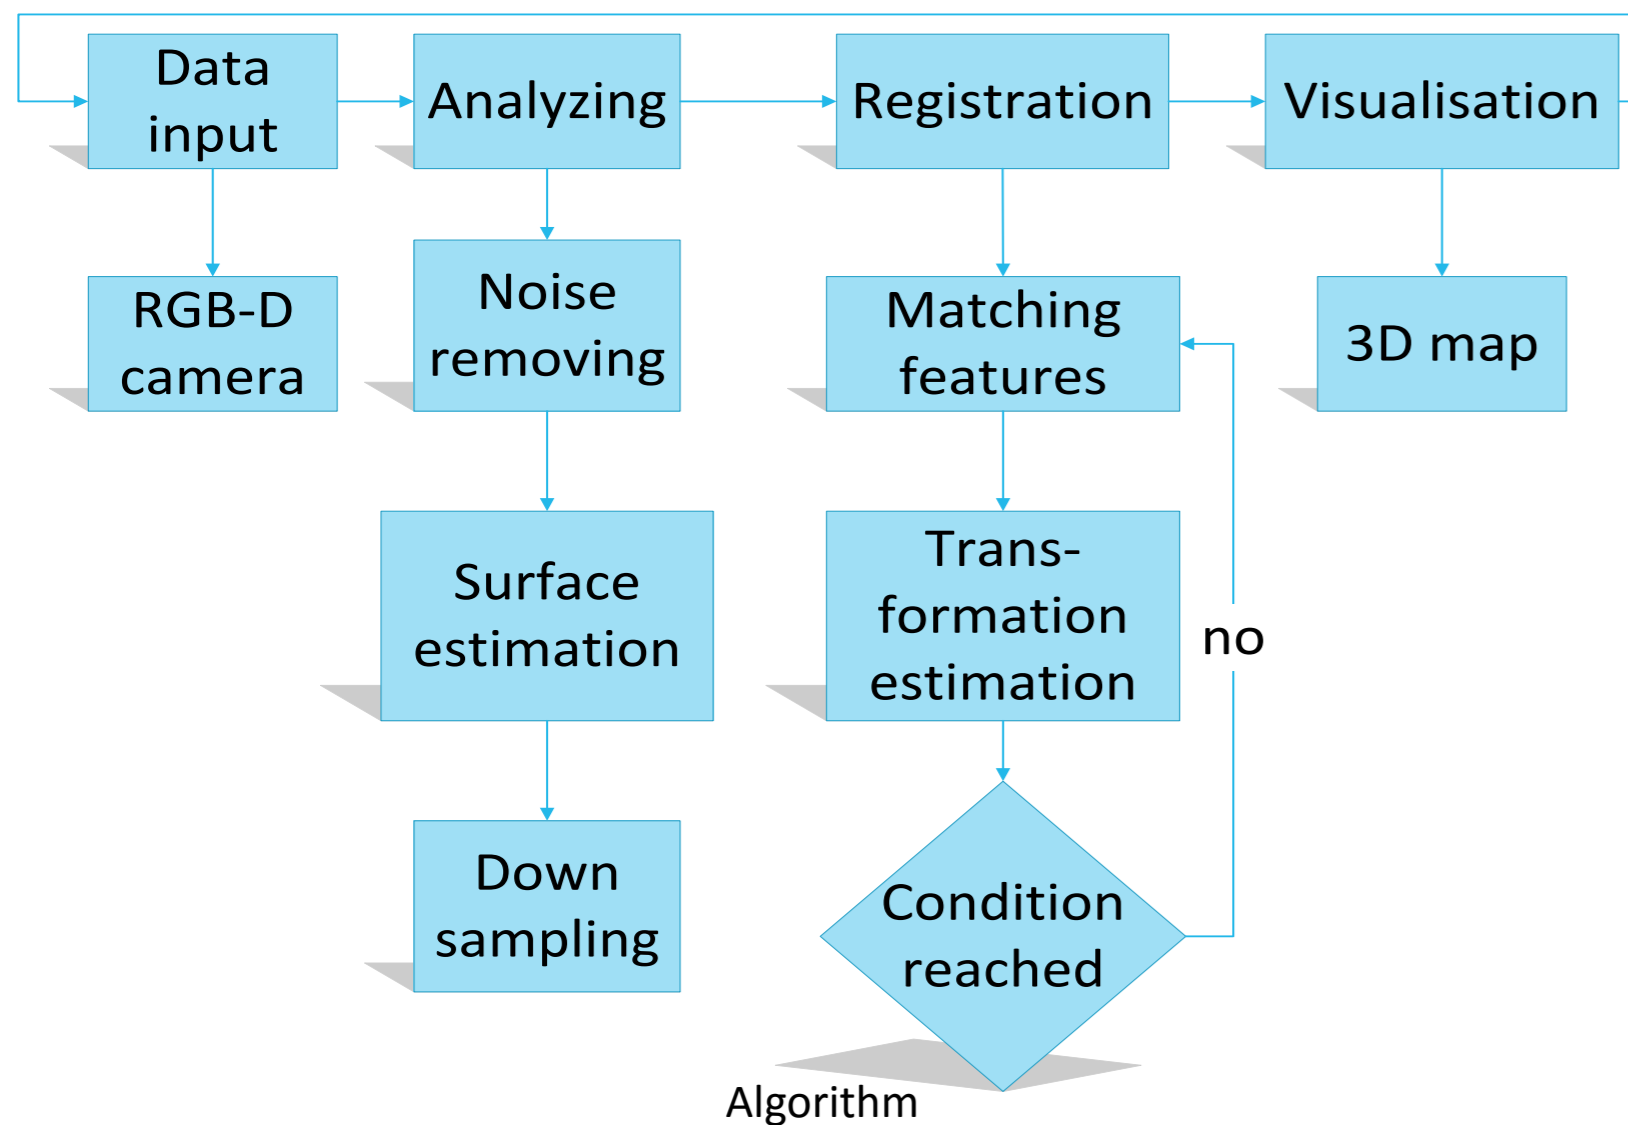 Data
input
Analyzing
Registration
Visualisation
RGB-D
camera
Noise
removing
Matching
features
3D map
Surface
estimation
Trans-
formation
estimation
no
Down
sampling
Condition
reached
Algorithm